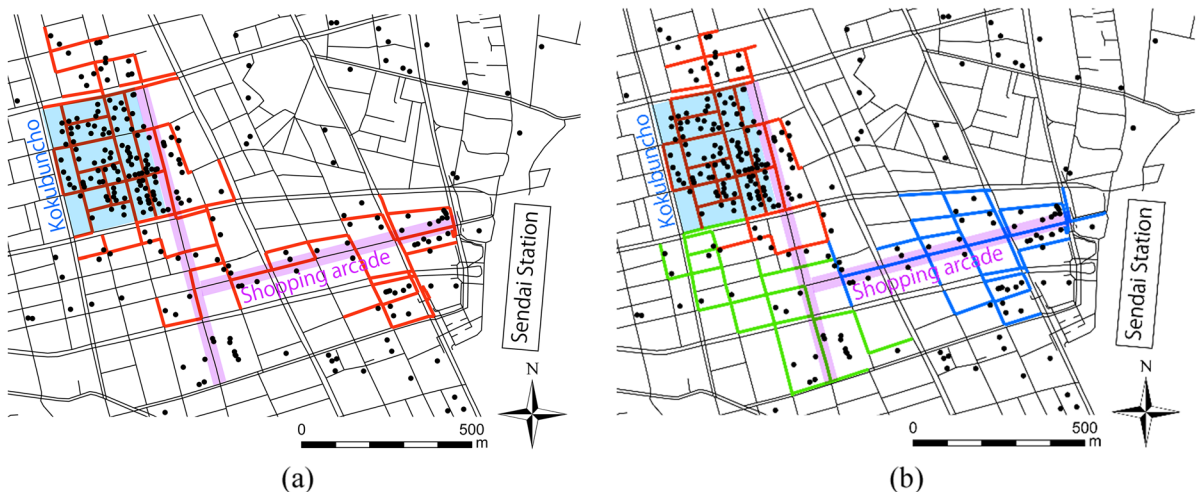 Kokubuncho
Shopping arcade
Sendai Station
N
0 500
m
(a)
Kokubuncho
Shopping arcade
Sendai Station
N
0 500
m
(b)